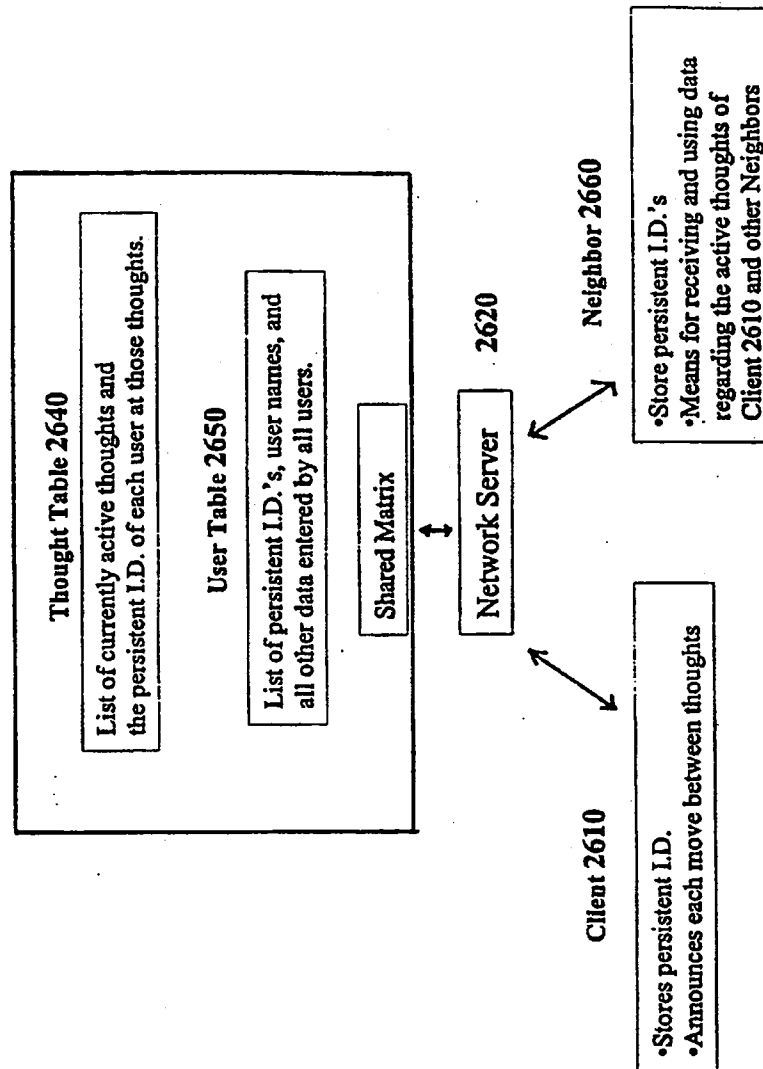 Thought Table 2640
List of currently active thoughts and
the persistent I.D. of each user at those thoughts.
User Table 2650
List of persistent I.D.'s, user names, and
all other data entered by all users.
Shared Matrix
Network Server
2620
Client 2610
•Stores persistent I.D.
•Announces each move between thoughts
Neighbor 2660
•Store persistent I.D.'s
•Means for receiving and using data
regarding the active thoughts of
Client 2610 and other Neighbors